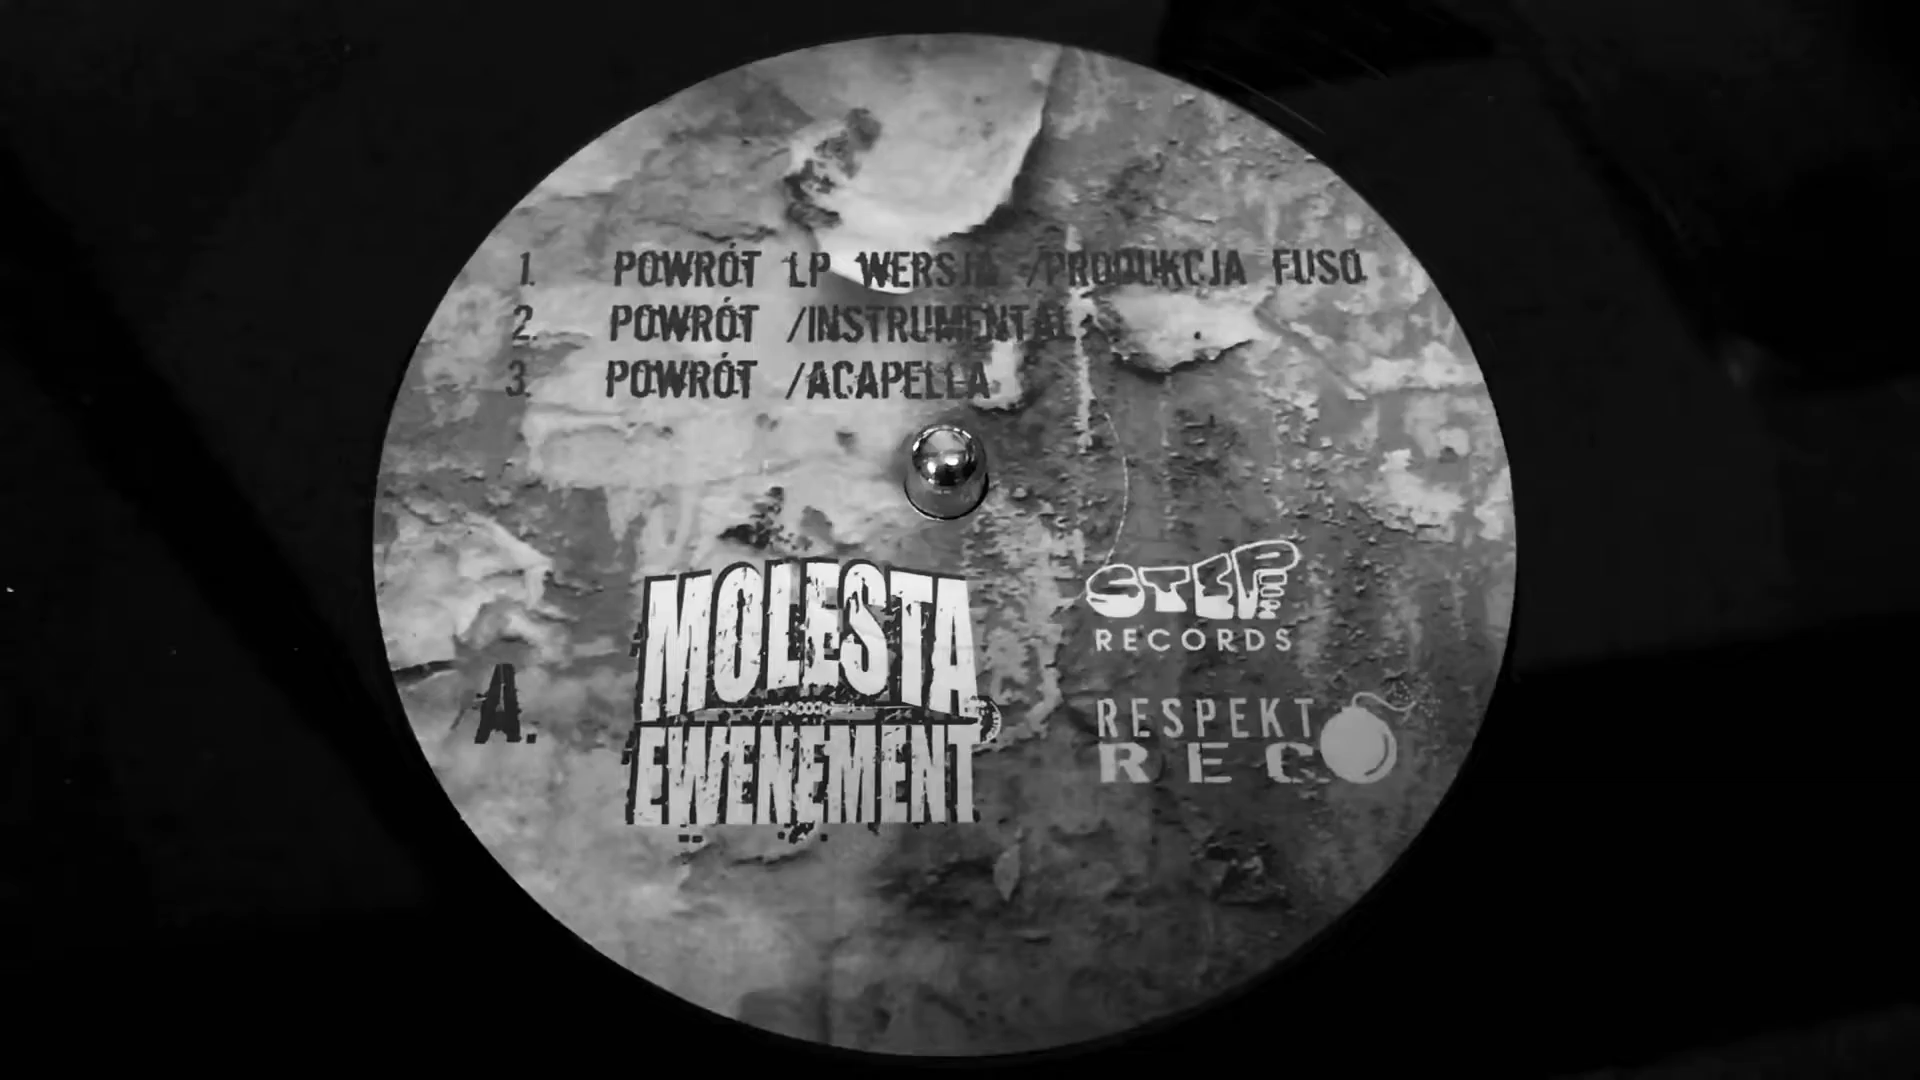 1. POWRÓT LP WERSJA /PRODUKCJA FUSO
2. POWRÓT /INSTRUMENTAL
3. POWRÓT /ACAPELLA
A.
MOLESTA
EWENEMENT
STEP
RECORDS
RESPEKT
REC